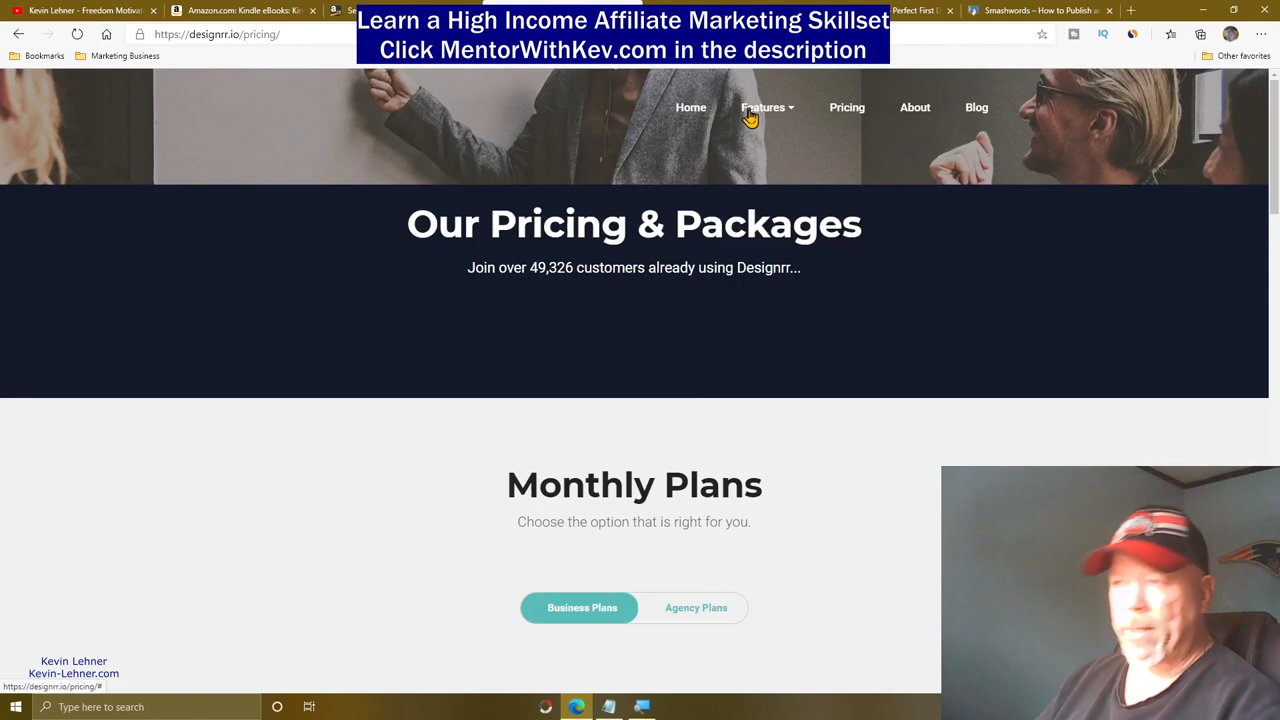 Kevin Lehner - Freedom Motivat
Amazon.com: Kindle eBooks: Kin
Se
Perfect First D
Smashwords – How to Publish a
Learn a High Income Affiliate Marketing Skillset
Click MentorWithKev.com in the description
https://designrr.io/pricing/
Bookmarks
Marketing Business
Other favorites
Home
Features
Pricing
About
Blog
Our Pricing & Packages
Join over 49,326 customers already using Designrr...
Monthly Plans
Choose the option that is right for you.
Business Plans
Agency Plans
Kevin Lehner
Kevin-Lehner.com
https://designrr.io/pricing/#
Type here to search